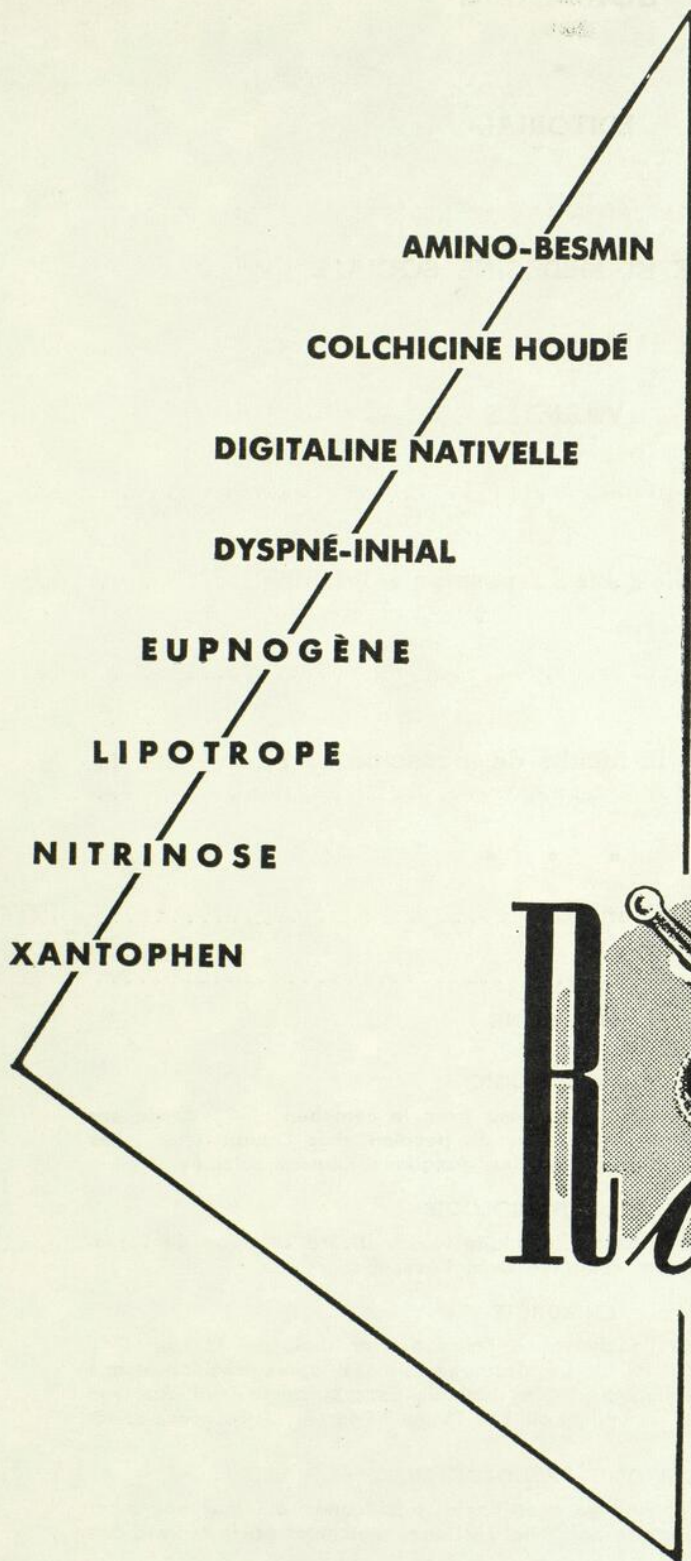 AMINO-BESMIN
COLCHICINE HOUDÉ
DIGITALINE NATIVELLE
DYSPNÉ-INHAL
EUPNOGÈNE
LIPOTROPE
NITRINOSE
XANTOPHEN